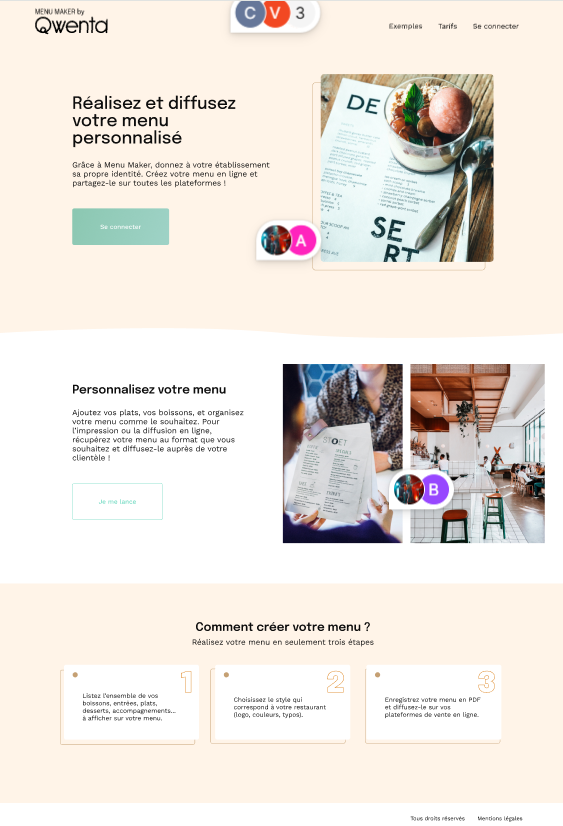 MENU MAKER by
Qwenta
C V 3
Exemples Tarifs Se connecter
Réalisez et diffusez
votre menu
personnalisé
Grâce à Menu Maker, donnez à votre établissement
sa propre identité. Créez votre menu en ligne et
partagez-le sur toutes les plateformes !
Se connecter
DE
SE
RT
A
Personnalisez votre menu
Ajoutez vos plats, vos boissons, et organisez
votre menu comme le souhaitez. Pour
l'impression ou la diffusion en ligne,
récupérez votre menu au format que vous
souhaitez et diffusez-le auprès de votre
clientèle !
Je me lance
B
Comment créer votre menu ?
Réalisez votre menu en seulement trois étapes
1
Listez l'ensemble de vos
boissons, entrées, plats,
desserts, accompagnements...
à afficher sur votre menu.
2
Choisissez le style qui
correspond à votre restaurant
(logo, couleurs, typos).
3
Enregistrez votre menu en PDF
et diffusez-le sur vos
plateformes de vente en ligne.
Tous droits réservés Mentions légales